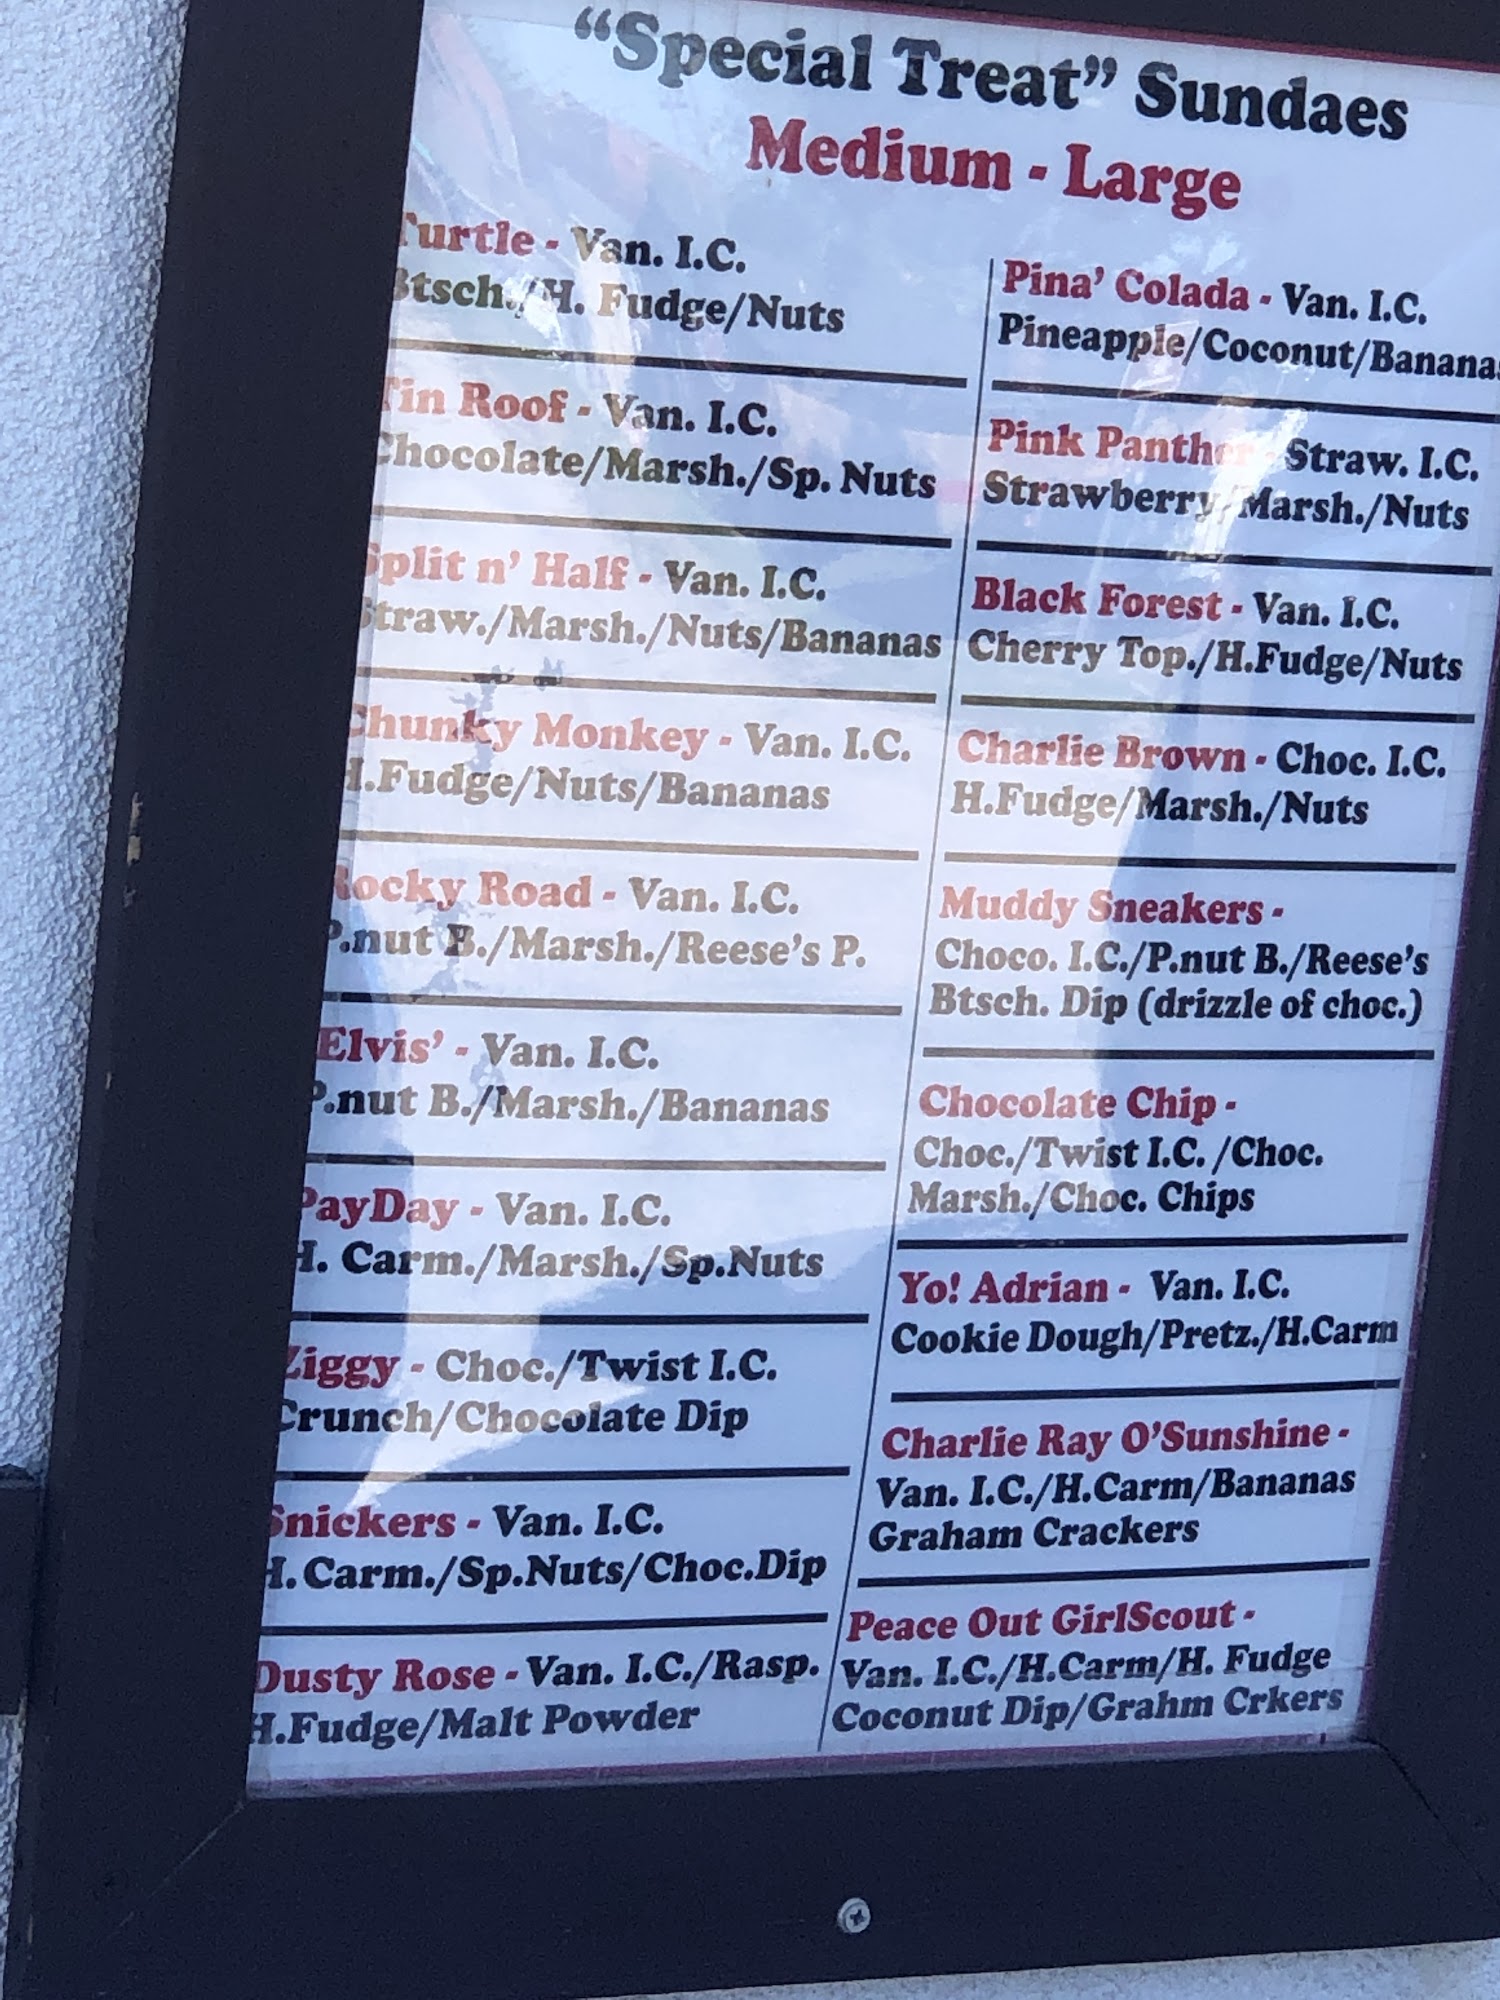 "Special Treat" Sundaes
Medium - Large
Turtle - Van. I.C.
Btsch./H. Fudge/Nuts
Tin Roof - Van. I.C.
Chocolate/Marsh./Sp. Nuts
Split n' Half - Van. I.C.
Straw./Marsh./Nuts/Bananas
Chunky Monkey - Van. I.C.
H.Fudge/Nuts/Bananas
Rocky Road - Van. I.C.
P.nut B./Marsh./Reese's P.
'Elvis' - Van. I.C.
P.nut B./Marsh./Bananas
PayDay - Van. I.C.
H. Carm./Marsh./Sp.Nuts
Ziggy - Choc./Twist I.C.
Crunch/Chocolate Dip
Snickers - Van. I.C.
H.Carm./Sp.Nuts/Choc.Dip
Dusty Rose - Van. I.C./Rasp.
H.Fudge/Malt Powder
Pina' Colada - Van. I.C.
Pineapple/Coconut/Bananas
Pink Panther - Straw. I.C.
Strawberry/Marsh./Nuts
Black Forest - Van. I.C.
Cherry Top./H.Fudge/Nuts
Charlie Brown - Choc. I.C.
H.Fudge/Marsh./Nuts
Muddy Sneakers -
Choco. I.C./P.nut B./Reese's
Btsch. Dip (drizzle of choc.)
Chocolate Chip -
Choc./Twist I.C. /Choc.
Marsh./Choc. Chips
Yo! Adrian - Van. I.C.
Cookie Dough/Pretz./H.Carm
Charlie Ray O'Sunshine -
Van. I.C./H.Carm/Bananas
Graham Crackers
Peace Out GirlScout -
Van. I.C./H.Carm/H. Fudge
Coconut Dip/Grahm Crkers